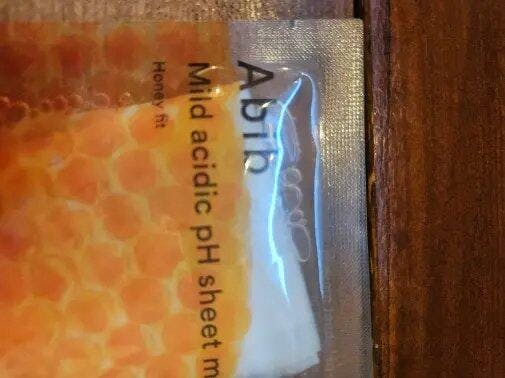 Abib
Mild acidic pH sheet m
Honey fit